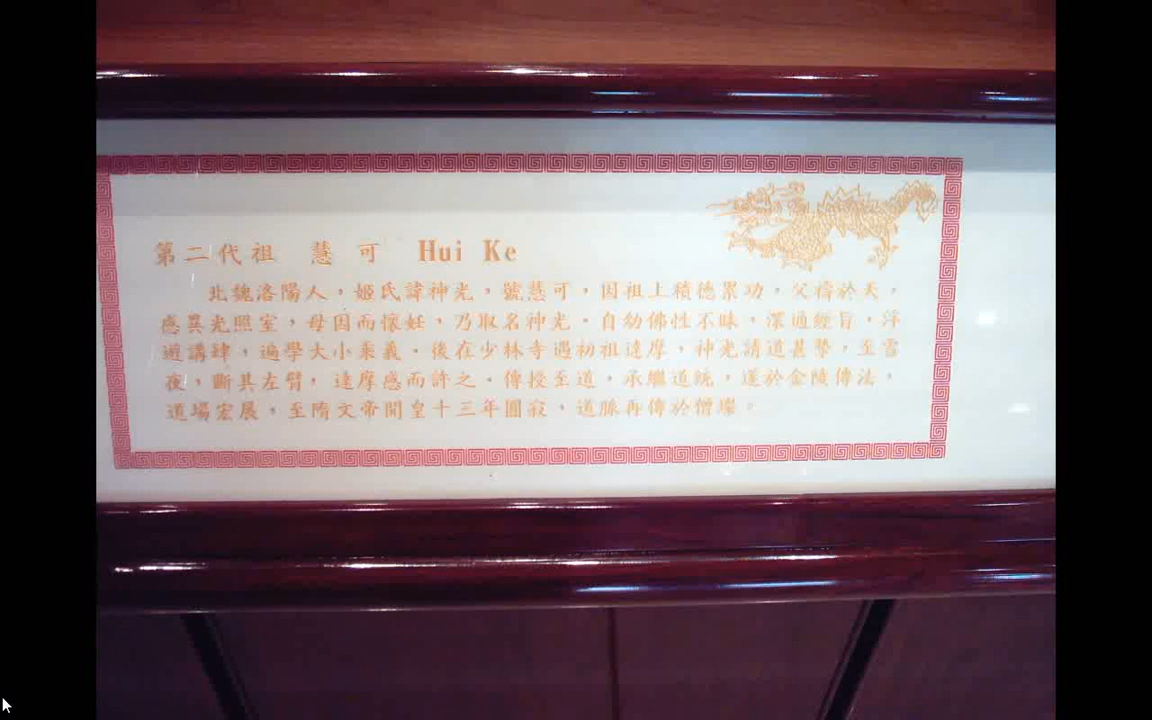 第二代祖 慧可 Hui Ke
北魏洛陽人，姬氏諱神光，號慧可，因祖上積德累功，父禱於天，
感異光照室，母因而懷妊，乃取名神光。自幼佛性不昧，深通經旨，浮
遊講肆，遍學大小乘義。後在少林寺遇初祖達摩，神光請道甚摯，至雪
夜，斷其左臂，達摩感而許之。傳授至道，承繼道統，遂於金陵傳法，
道場宏展，至隋文帝開皇十三年圓寂，道脈再傳於僧璨。